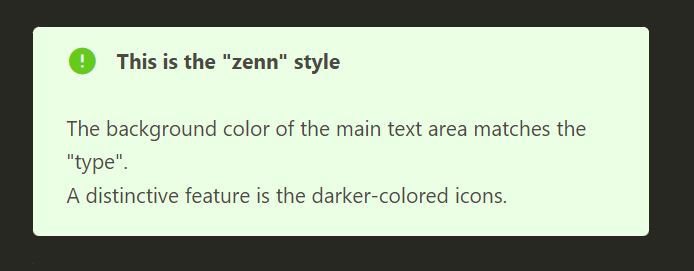 This is the "zenn" style
The background color of the main text area matches the
"type".
A distinctive feature is the darker-colored icons.